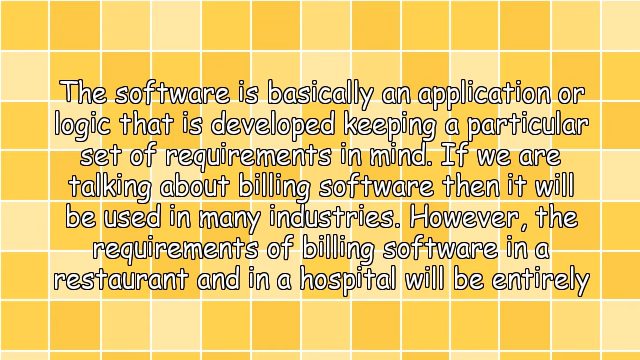 The software is basically an application or
logic that is developed keeping a particular
set of requirements in mind. If we are
talking about billing software then it will
be used in many industries. However, the
requirements of billing software in a
restaurant and in a hospital will be entirely